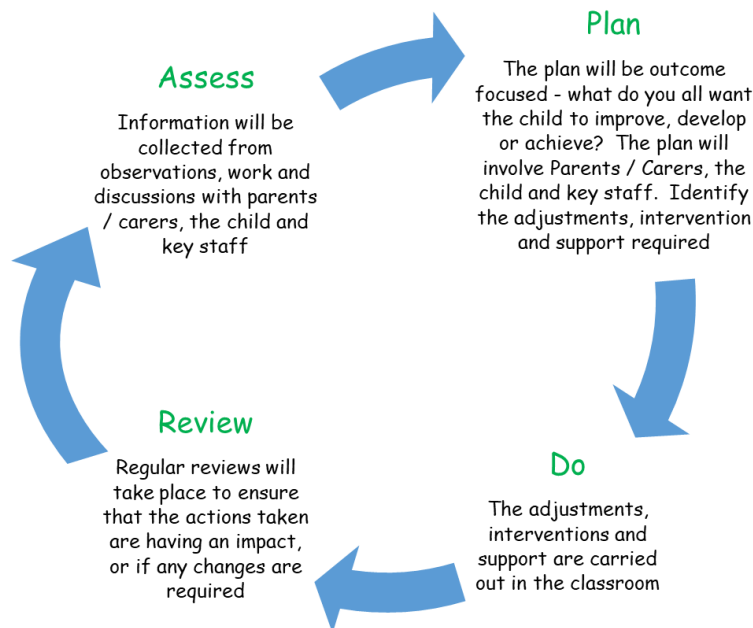 Assess
Information will be
collected from
observations, work and
discussions with parents
/ carers, the child and
key staff
Plan
The plan will be outcome
focused - what do you all want
the child to improve, develop
or achieve?  The plan will
involve Parents / Carers, the
child and key staff.  Identify
the adjustments, intervention
and support required
Do
The adjustments,
interventions and
support are carried
out in the classroom
Review
Regular reviews will
take place to ensure
that the actions taken
are having an impact,
or if any changes are
required